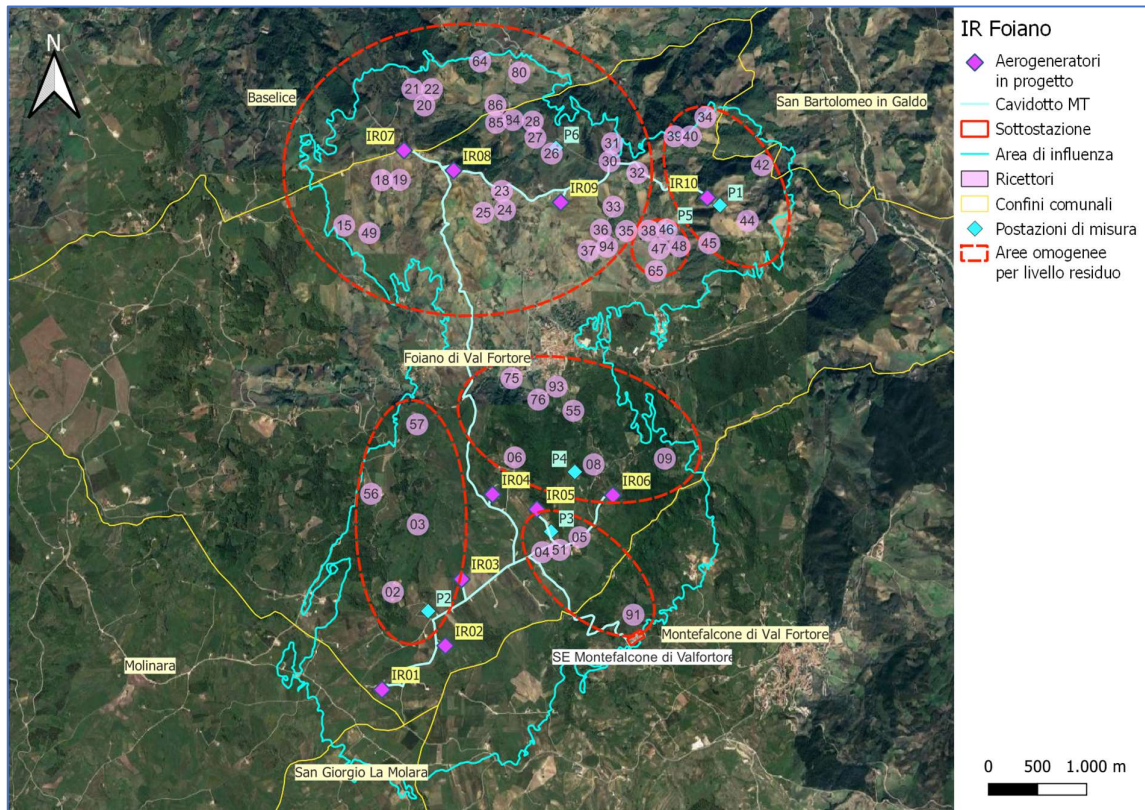 N
64
80
21
22
20
Baselice
86
84
28
85
27
P6
26
San Bartolomeo in Galdo
34
39
40
31
30
42
IR07
IR08
32
IR10
P1
18
19
23
IR09
24
25
33
44
15
49
36
35
38
P5
46
37
94
47
48
45
65
Foiano di Val Fortore
75
93
76
55
57
06
P4
08
09
56
IR04
IR05
IR06
03
P3
04
51
05
IR03
02
P2
91
IR02
Montefalcone di Val Fortore
SE Montefalcone di Valfortore
Molinara
IR01
San Giorgio La Molara
IR Foiano
Aerogeneratori
in progetto
Cavidotto MT
Sottostazione
Area di influenza
Ricettori
Confini comunali
Postazioni di misura
Aree omogenee
per livello residuo
0 500 1.000 m